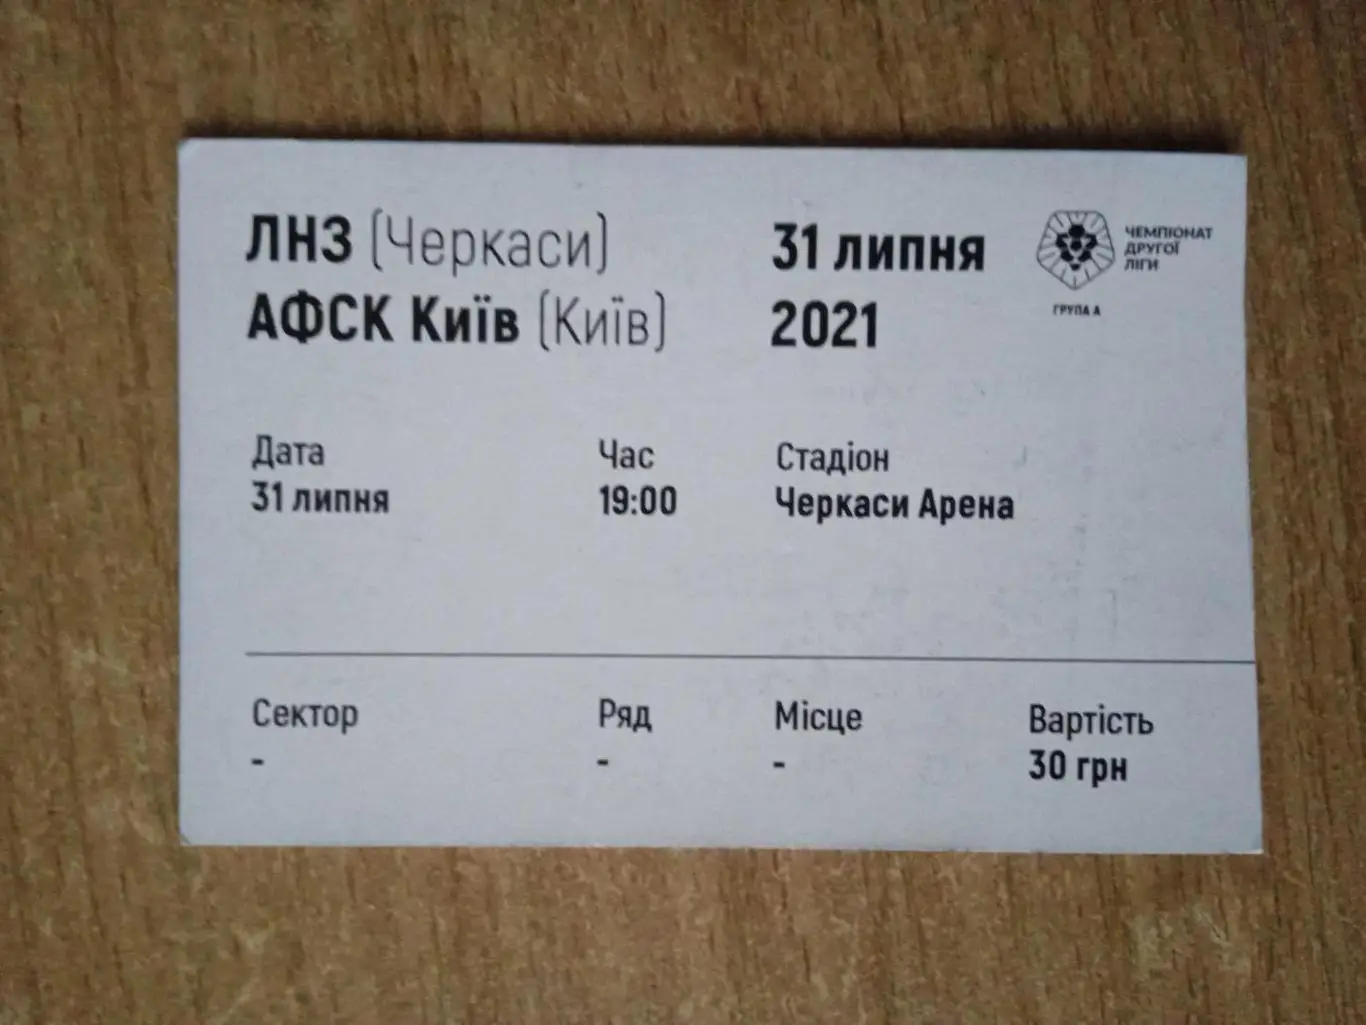 ЛНЗ (Черкаси)
АФСК Київ (Київ)
31 липня
2021
ЧЕМПІОНАТ
ДРУГОЇ
ЛІГИ
ГРУПА А
Дата
31 липня
Час
19:00
Стадіон
Черкаси Арена
Сектор
-
Ряд
-
Місце
-
Вартість
30 грн